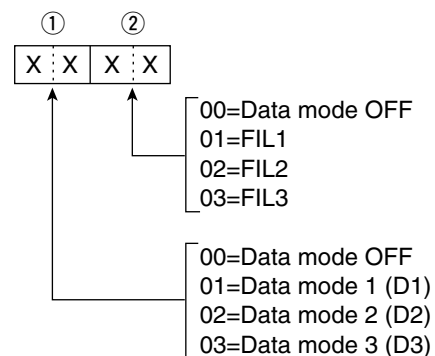 ① ②
X X X X
00=Data mode OFF
01=FIL1
02=FIL2
03=FIL3
00=Data mode OFF
01=Data mode 1 (D1)
02=Data mode 2 (D2)
03=Data mode 3 (D3)